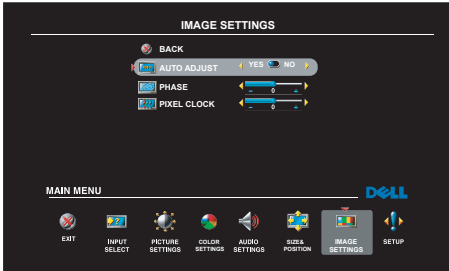 IMAGE SETTINGS
BACK
AUTO ADJUST YES NO
PHASE - 0 +
PIXEL CLOCK - 0 +
MAIN MENU
DELL
EXIT
INPUT SELECT
PICTURE SETTINGS
COLOR SETTINGS
AUDIO SETTINGS
SIZE& POSITION
IMAGE SETTINGS
SETUP